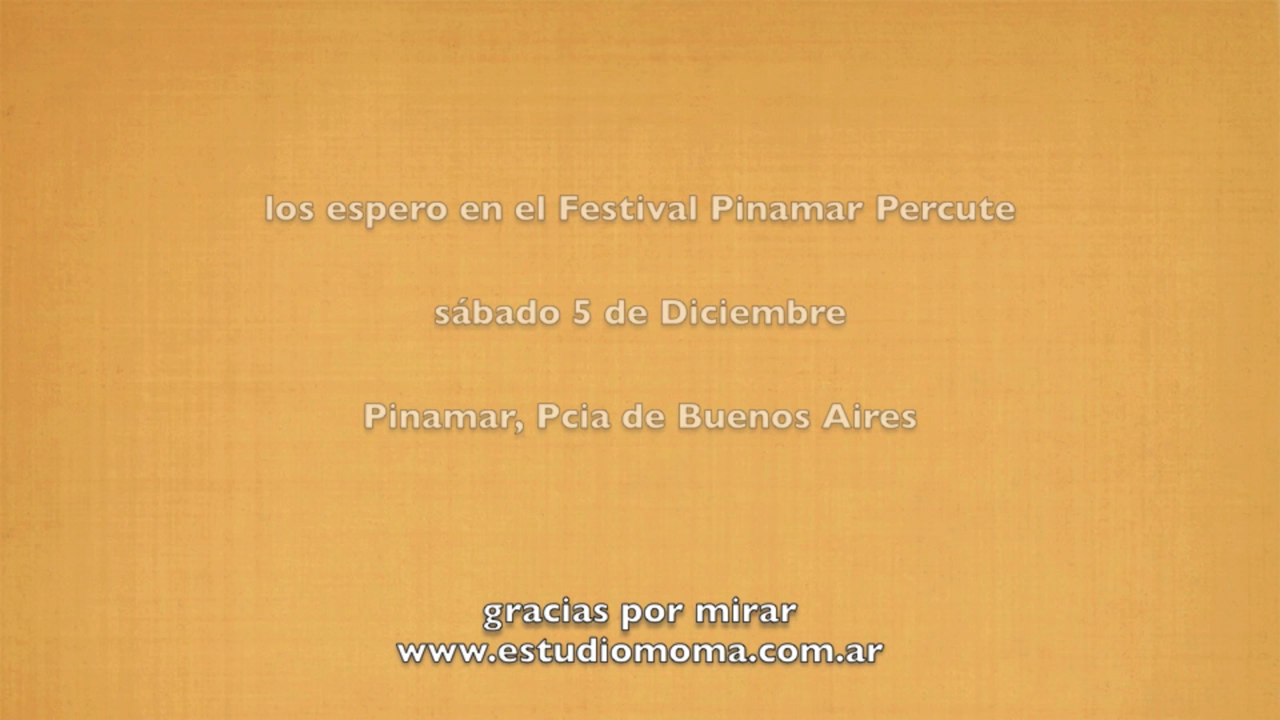 los espero en el Festival Pinamar Percute
sábado 5 de Diciembre
Pinamar, Pcia de Buenos Aires
gracias por mirar
www.estudiomoma.com.ar